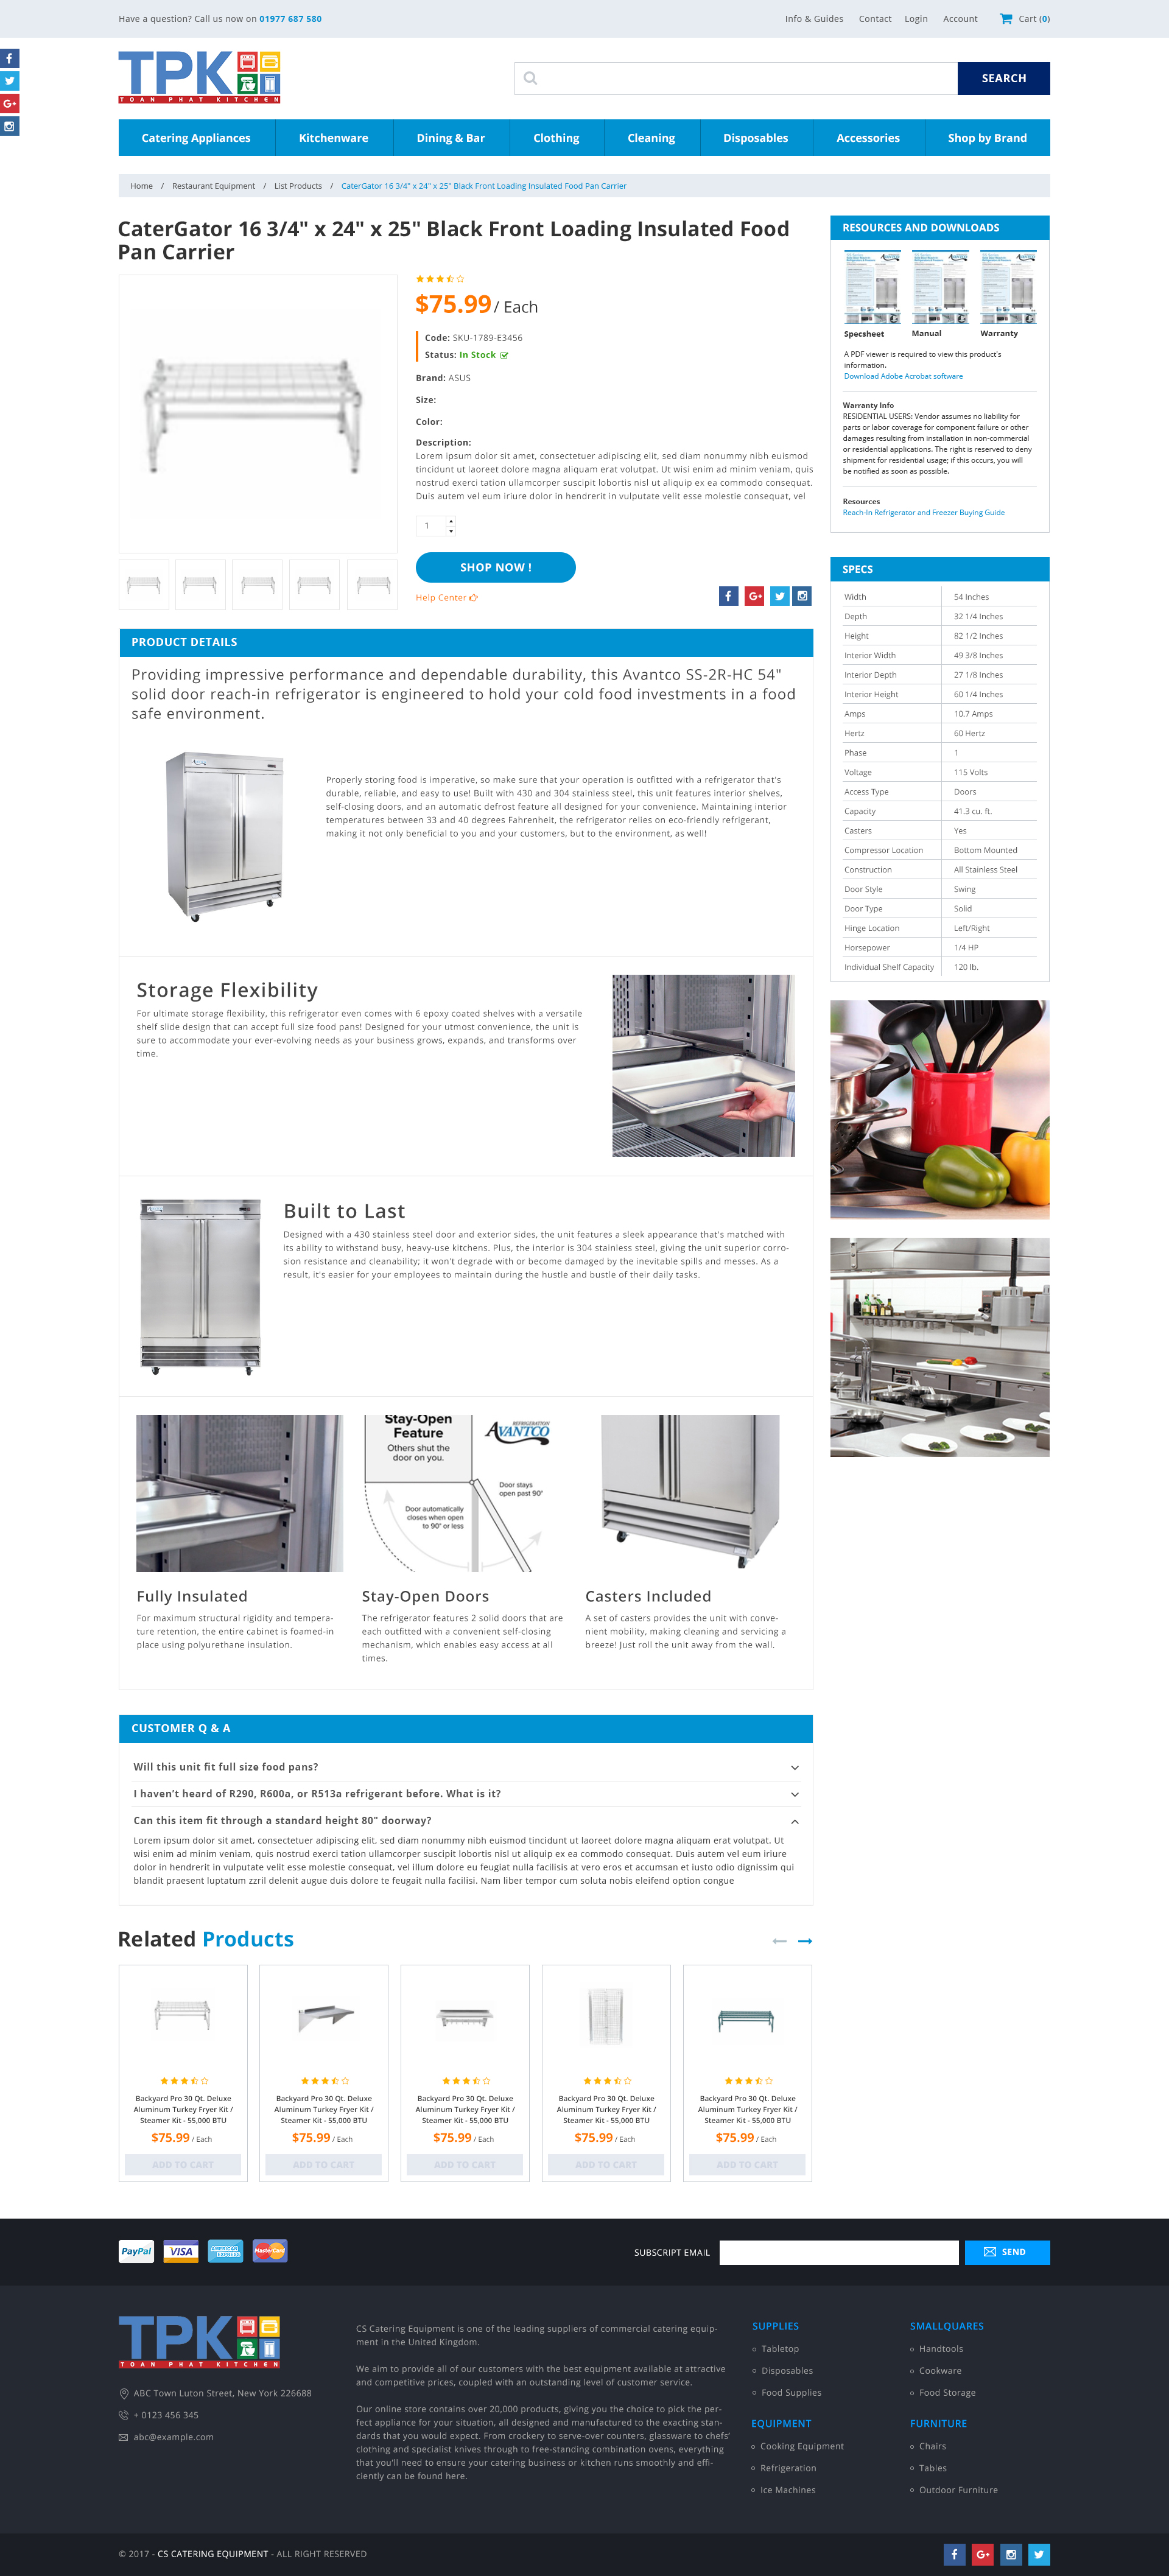 Have a question? Call us now on 01977 687 580
Info & Guides Contact Login Account Cart (0)
TPK
TOAN PHAT KITCHEN
SEARCH
Catering Appliances Kitchenware Dining & Bar Clothing Cleaning Disposables Accessories Shop by Brand
Home / Restaurant Equipment / List Products / CaterGator 16 3/4" x 24" x 25" Black Front Loading Insulated Food Pan Carrier
CaterGator 16 3/4" x 24" x 25" Black Front Loading Insulated Food
Pan Carrier
$75.99 / Each
Code: SKU-1789-E3456
Status: In Stock
Brand: ASUS
Size:
Color:
Description:
Lorem ipsum dolor sit amet, consectetuer adipiscing elit, sed diam nonummy nibh euismod
tincidunt ut laoreet dolore magna aliquam erat volutpat. Ut wisi enim ad minim veniam, quis
nostrud exerci tation ullamcorper suscipit lobortis nisl ut aliquip ex ea commodo consequat.
Duis autem vel eum iriure dolor in hendrerit in vulputate velit esse molestie consequat, vel
1
SHOP NOW !
Help Center
RESOURCES AND DOWNLOADS
Specsheet Manual Warranty
A PDF viewer is required to view this product's
information.
Download Adobe Acrobat software
Warranty Info
RESIDENTIAL USERS: Vendor assumes no liability for
parts or labor coverage for component failure or other
damages resulting from installation in non-commercial
or residential applications. The right is reserved to deny
shipment for residential usage; if this occurs, you will
be notified as soon as possible.
Resources
Reach-In Refrigerator and Freezer Buying Guide
SPECS
Width 54 Inches
Depth 32 1/4 Inches
Height 82 1/2 Inches
Interior Width 49 3/8 Inches
Interior Depth 27 1/8 Inches
Interior Height 60 1/4 Inches
Amps 10.7 Amps
Hertz 60 Hertz
Phase 1
Voltage 115 Volts
Access Type Doors
Capacity 41.3 cu. ft.
Casters Yes
Compressor Location Bottom Mounted
Construction All Stainless Steel
Door Style Swing
Door Type Solid
Hinge Location Left/Right
Horsepower 1/4 HP
Individual Shelf Capacity 120 lb.
PRODUCT DETAILS
Providing impressive performance and dependable durability, this Avantco SS-2R-HC 54"
solid door reach-in refrigerator is engineered to hold your cold food investments in a food
safe environment.
Properly storing food is imperative, so make sure that your operation is outfitted with a refrigerator that's
durable, reliable, and easy to use! Built with 430 and 304 stainless steel, this unit features interior shelves,
self-closing doors, and an automatic defrost feature all designed for your convenience. Maintaining interior
temperatures between 33 and 40 degrees Fahrenheit, the refrigerator relies on eco-friendly refrigerant,
making it not only beneficial to you and your customers, but to the environment, as well!
Storage Flexibility
For ultimate storage flexibility, this refrigerator even comes with 6 epoxy coated shelves with a versatile
shelf slide design that can accept full size food pans! Designed for your utmost convenience, the unit is
sure to accommodate your ever-evolving needs as your business grows, expands, and transforms over
time.
Built to Last
Designed with a 430 stainless steel door and exterior sides, the unit features a sleek appearance that's matched with
its ability to withstand busy, heavy-use kitchens. Plus, the interior is 304 stainless steel, giving the unit superior corro-
sion resistance and cleanability; it won't degrade with or become damaged by the inevitable spills and messes. As a
result, it's easier for your employees to maintain during the hustle and bustle of their daily tasks.
Stay-Open
Feature
Others shut the
door on you.
REFRIGERATION
AVANTCO
Door stays
open past 90°
Door automatically
closes when open
to 90° or less
Fully Insulated
For maximum structural rigidity and tempera-
ture retention, the entire cabinet is foamed-in
place using polyurethane insulation.
Stay-Open Doors
The refrigerator features 2 solid doors that are
each outfitted with a convenient self-closing
mechanism, which enables easy access at all
times.
Casters Included
A set of casters provides the unit with conve-
nient mobility, making cleaning and servicing a
breeze! Just roll the unit away from the wall.
CUSTOMER Q & A
Will this unit fit full size food pans?
I haven't heard of R290, R600a, or R513a refrigerant before. What is it?
Can this item fit through a standard height 80" doorway?
Lorem ipsum dolor sit amet, consectetuer adipiscing elit, sed diam nonummy nibh euismod tincidunt ut laoreet dolore magna aliquam erat volutpat. Ut
wisi enim ad minim veniam, quis nostrud exerci tation ullamcorper suscipit lobortis nisl ut aliquip ex ea commodo consequat. Duis autem vel eum iriure
dolor in hendrerit in vulputate velit esse molestie consequat, vel illum dolore eu feugiat nulla facilisis at vero eros et accumsan et iusto odio dignissim qui
blandit praesent luptatum zzril delenit augue duis dolore te feugait nulla facilisi. Nam liber tempor cum soluta nobis eleifend option congue
Related Products
Backyard Pro 30 Qt. Deluxe
Aluminum Turkey Fryer Kit /
Steamer Kit - 55,000 BTU
$75.99 / Each
ADD TO CART
Backyard Pro 30 Qt. Deluxe
Aluminum Turkey Fryer Kit /
Steamer Kit - 55,000 BTU
$75.99 / Each
ADD TO CART
Backyard Pro 30 Qt. Deluxe
Aluminum Turkey Fryer Kit /
Steamer Kit - 55,000 BTU
$75.99 / Each
ADD TO CART
Backyard Pro 30 Qt. Deluxe
Aluminum Turkey Fryer Kit /
Steamer Kit - 55,000 BTU
$75.99 / Each
ADD TO CART
Backyard Pro 30 Qt. Deluxe
Aluminum Turkey Fryer Kit /
Steamer Kit - 55,000 BTU
$75.99 / Each
ADD TO CART
PayPal VISA AMERICAN EXPRESS MasterCard
SUBSCRIPT EMAIL SEND
TPK
TOAN PHAT KITCHEN
ABC Town Luton Street, New York 226688
+ 0123 456 345
abc@example.com
CS Catering Equipment is one of the leading suppliers of commercial catering equip-
ment in the United Kingdom.
We aim to provide all of our customers with the best equipment available at attractive
and competitive prices, coupled with an outstanding level of customer service.
Our online store contains over 20,000 products, giving you the choice to pick the per-
fect appliance for your situation, all designed and manufactured to the exacting stan-
dards that you would expect. From crockery to serve-over counters, glassware to chefs'
clothing and specialist knives through to free-standing combination ovens, everything
that you'll need to ensure your catering business or kitchen runs smoothly and effi-
ciently can be found here.
SUPPLIES
Tabletop
Disposables
Food Supplies
SMALLQUARES
Handtools
Cookware
Food Storage
EQUIPMENT
Cooking Equipment
Refrigeration
Ice Machines
FURNITURE
Chairs
Tables
Outdoor Furniture
© 2017 - CS CATERING EQUIPMENT - ALL RIGHT RESERVED